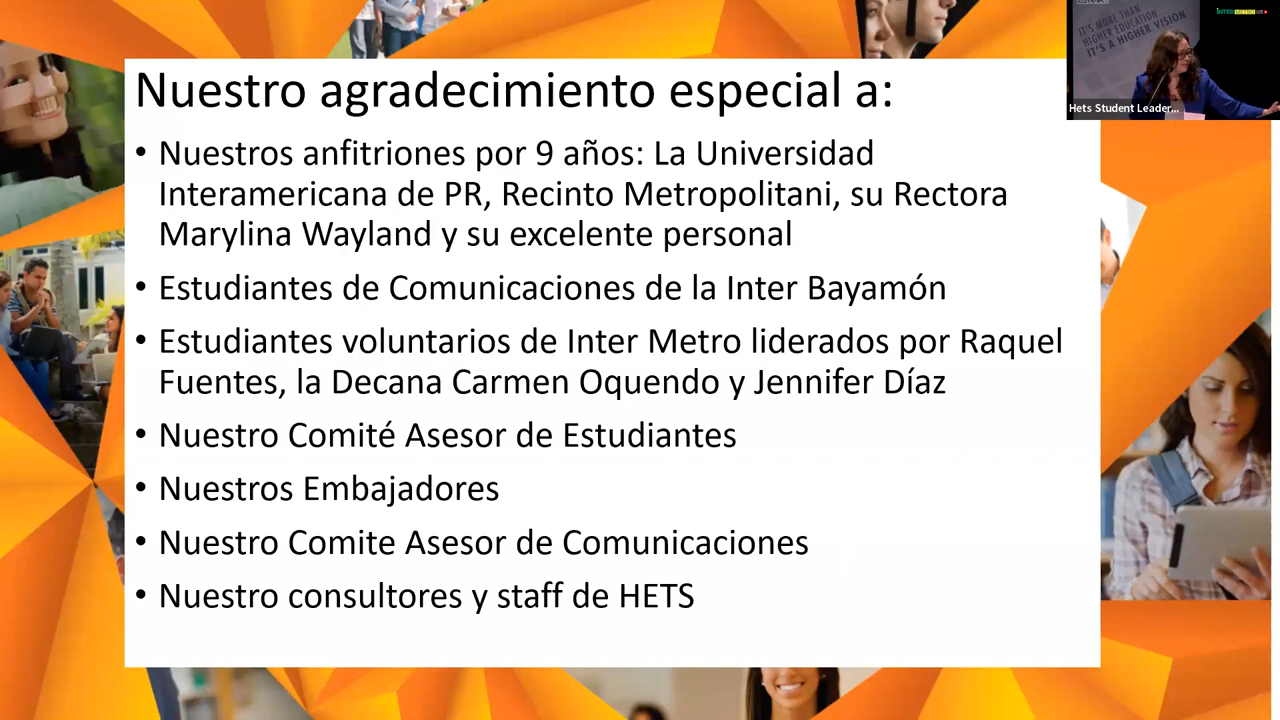 Nuestro agradecimiento especial a:
• Nuestros anfitriones por 9 años: La Universidad
Interamericana de PR, Recinto Metropolitani, su Rectora
Marylina Wayland y su excelente personal
• Estudiantes de Comunicaciones de la Inter Bayamón
• Estudiantes voluntarios de Inter Metro liderados por Raquel
Fuentes, la Decana Carmen Oquendo y Jennifer Díaz
• Nuestro Comité Asesor de Estudiantes
• Nuestros Embajadores
• Nuestro Comite Asesor de Comunicaciones
• Nuestro consultores y staff de HETS
IT'S MORE THAN
HIGHER EDUCATION
IT'S A HIGHER VISION
INTER METRO
Hets Student Leader...